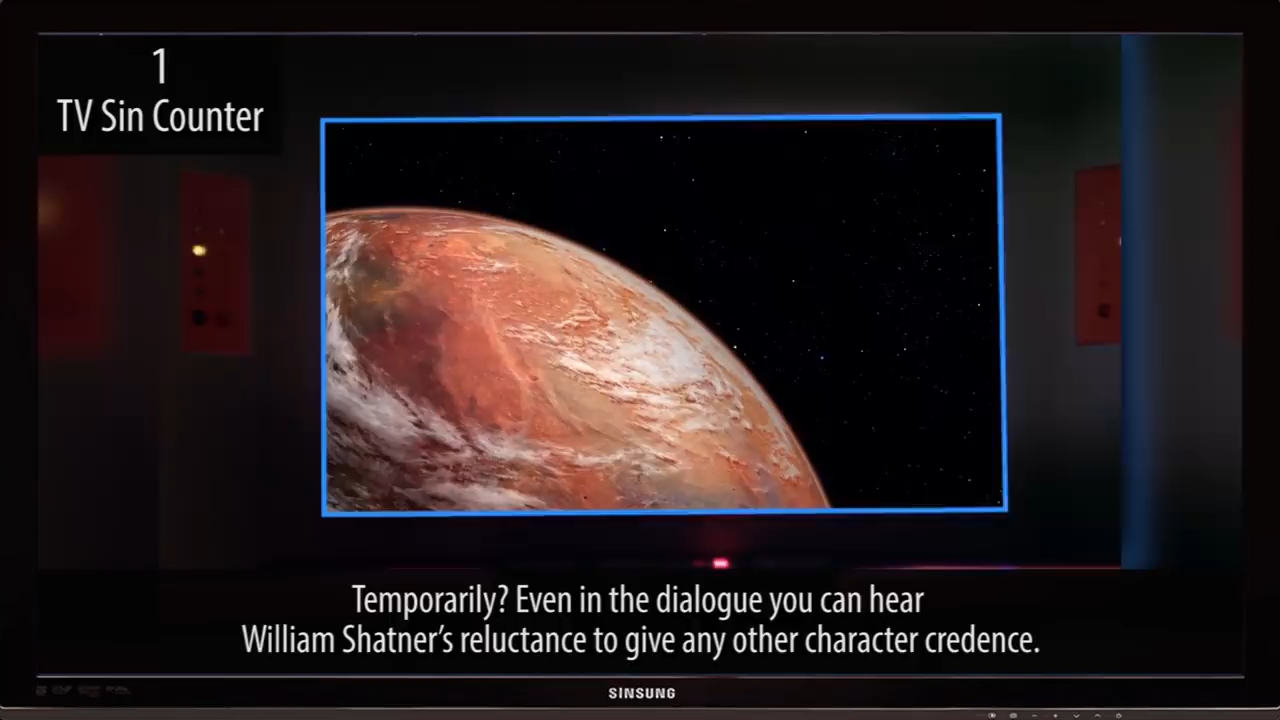 1
TV Sin Counter
Temporarily? Even in the dialogue you can hear
William Shatner's reluctance to give any other character credence.
SINSUNG